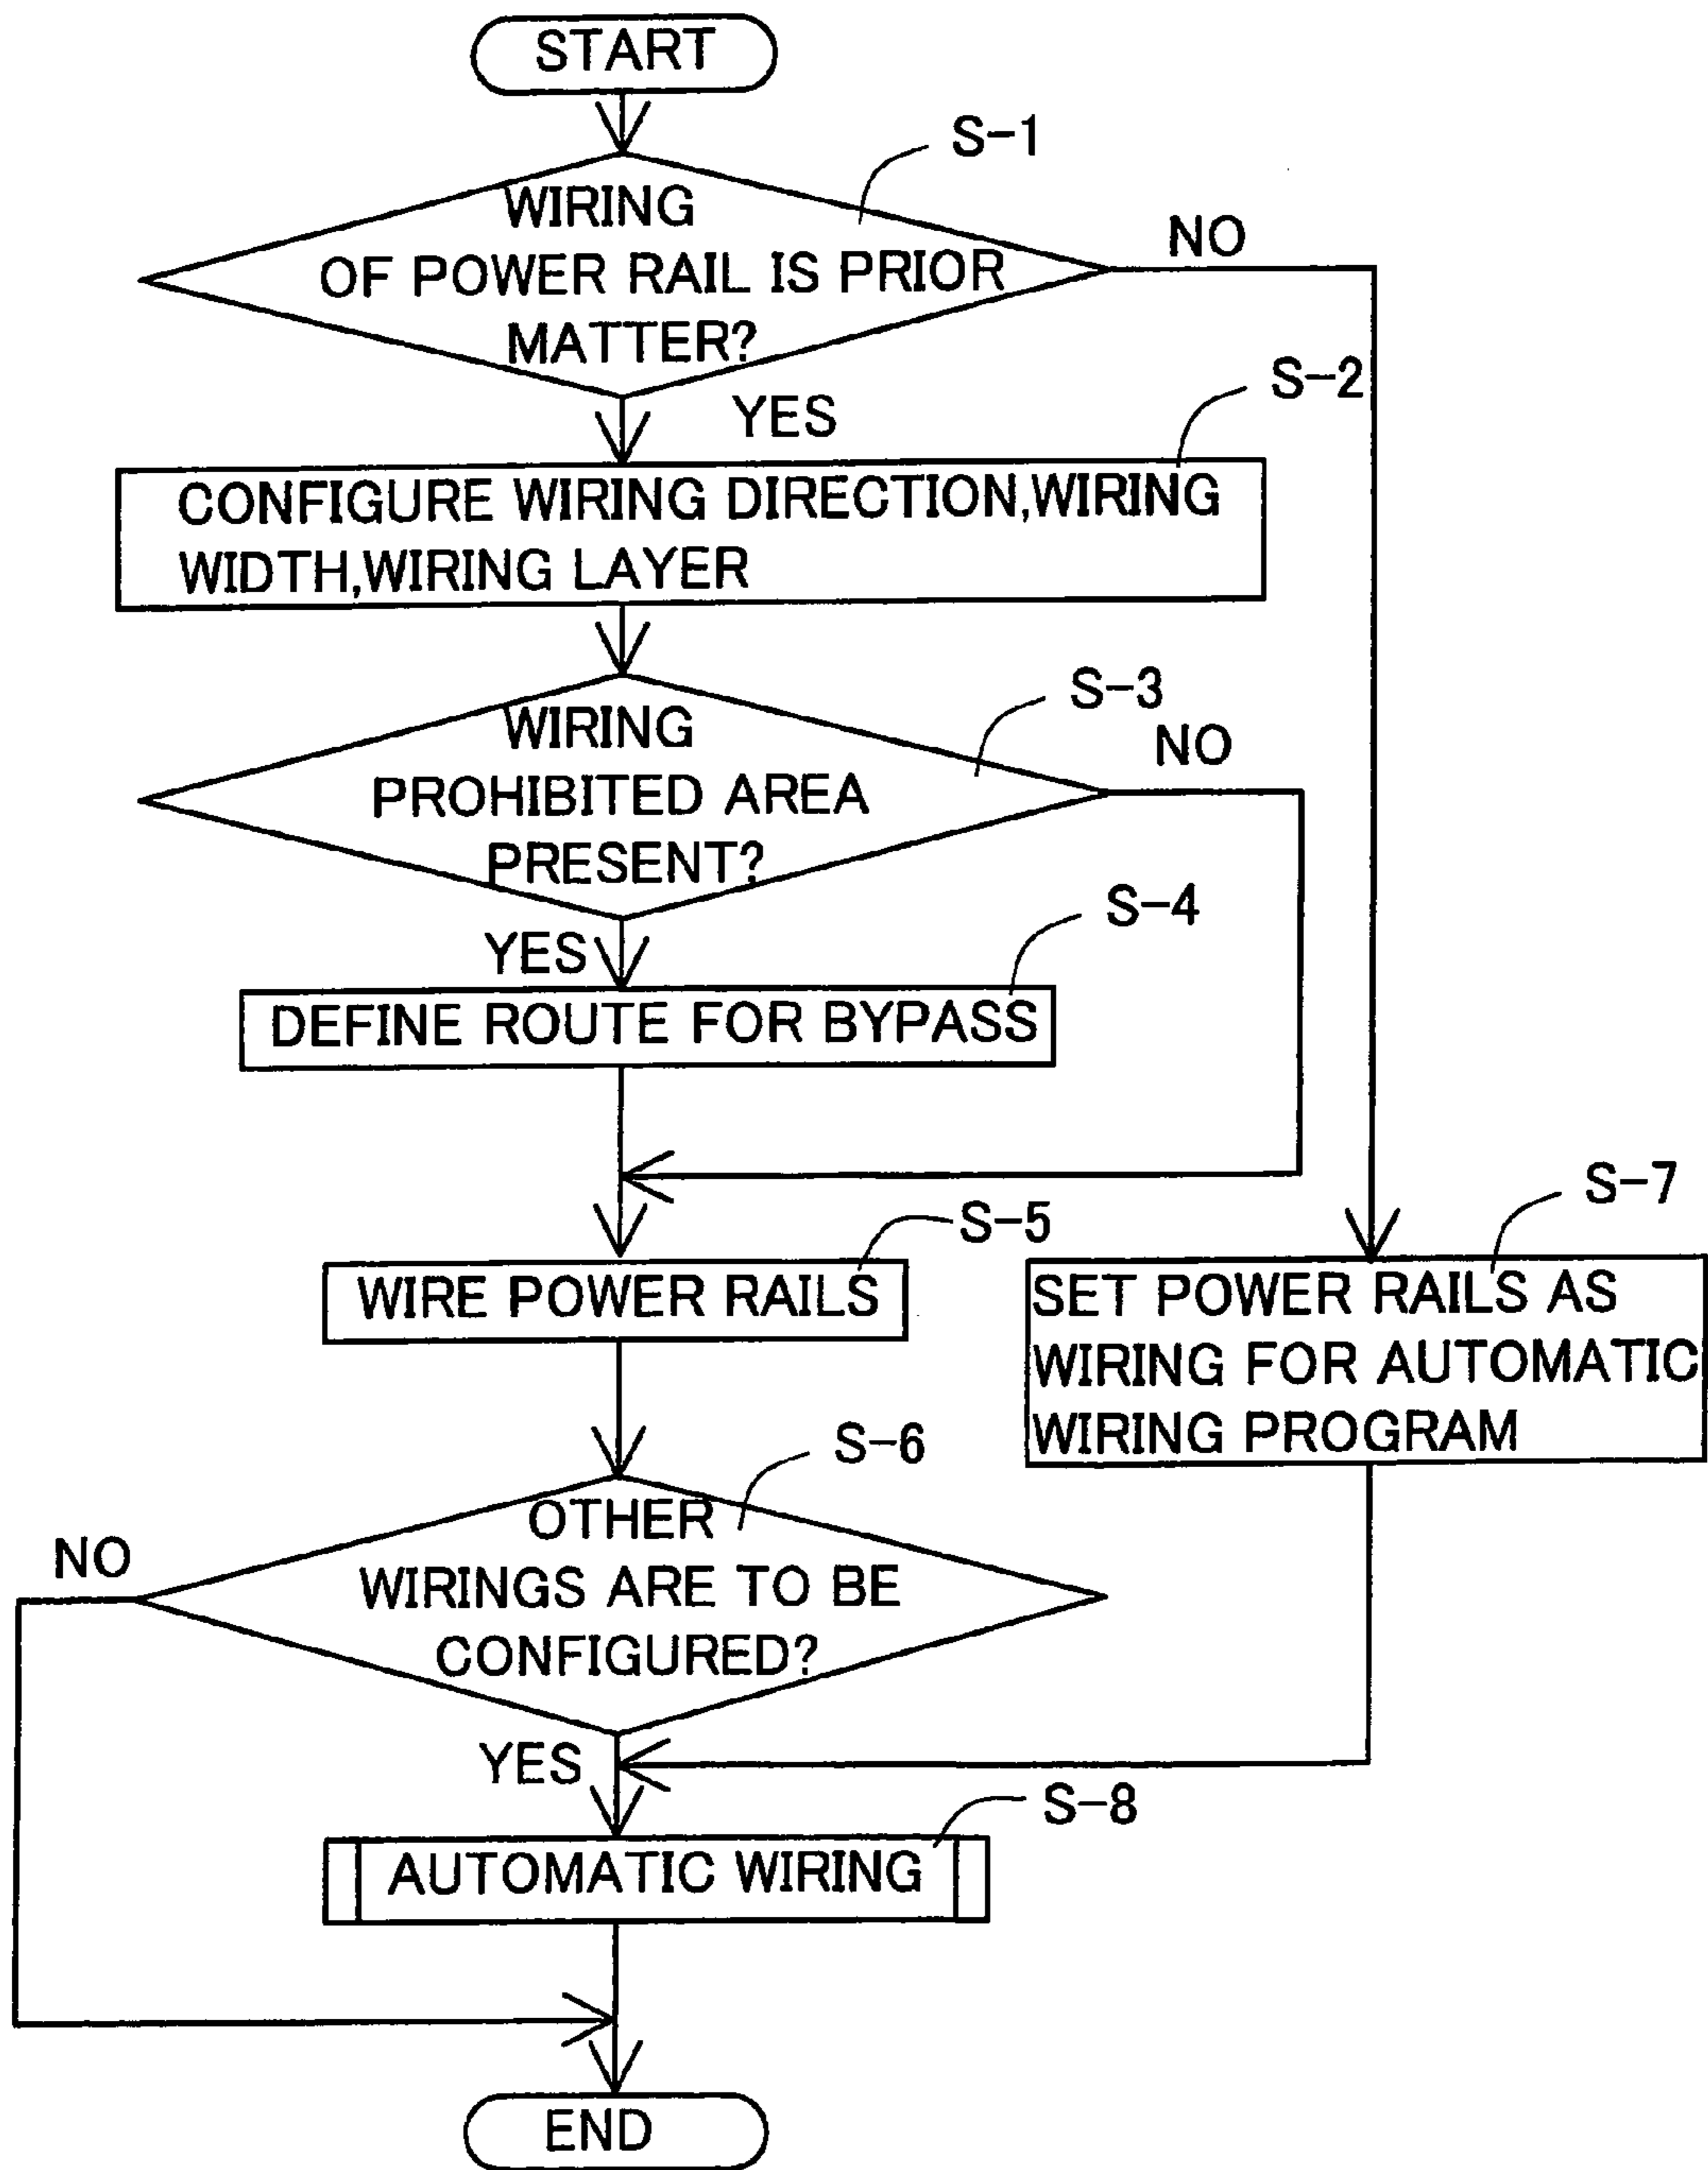 START
S-1
WIRING
OF POWER RAIL IS PRIOR
MATTER?
NO
YES
S-2
CONFIGURE WIRING DIRECTION,WIRING
WIDTH,WIRING LAYER
S-3
WIRING
PROHIBITED AREA
PRESENT?
NO
YES
S-4
DEFINE ROUTE FOR BYPASS
S-5
WIRE POWER RAILS
S-7
SET POWER RAILS AS
WIRING FOR AUTOMATIC
WIRING PROGRAM
S-6
OTHER
WIRINGS ARE TO BE
CONFIGURED?
NO
YES
S-8
AUTOMATIC WIRING
END